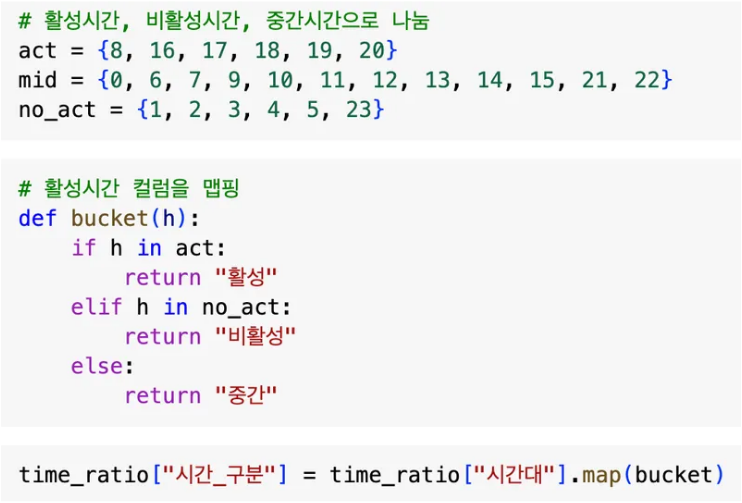 # 활성시간, 비활성시간, 중간시간으로 나눔
act = {8, 16, 17, 18, 19, 20}
mid = {0, 6, 7, 9, 10, 11, 12, 13, 14, 15, 21, 22}
no_act = {1, 2, 3, 4, 5, 23}
# 활성시간 컬럼을 맵핑
def bucket(h):
    if h in act:
        return "활성"
    elif h in no_act:
        return "비활성"
    else:
        return "중간"
time_ratio["시간_구분"] = time_ratio["시간대"].map(bucket)